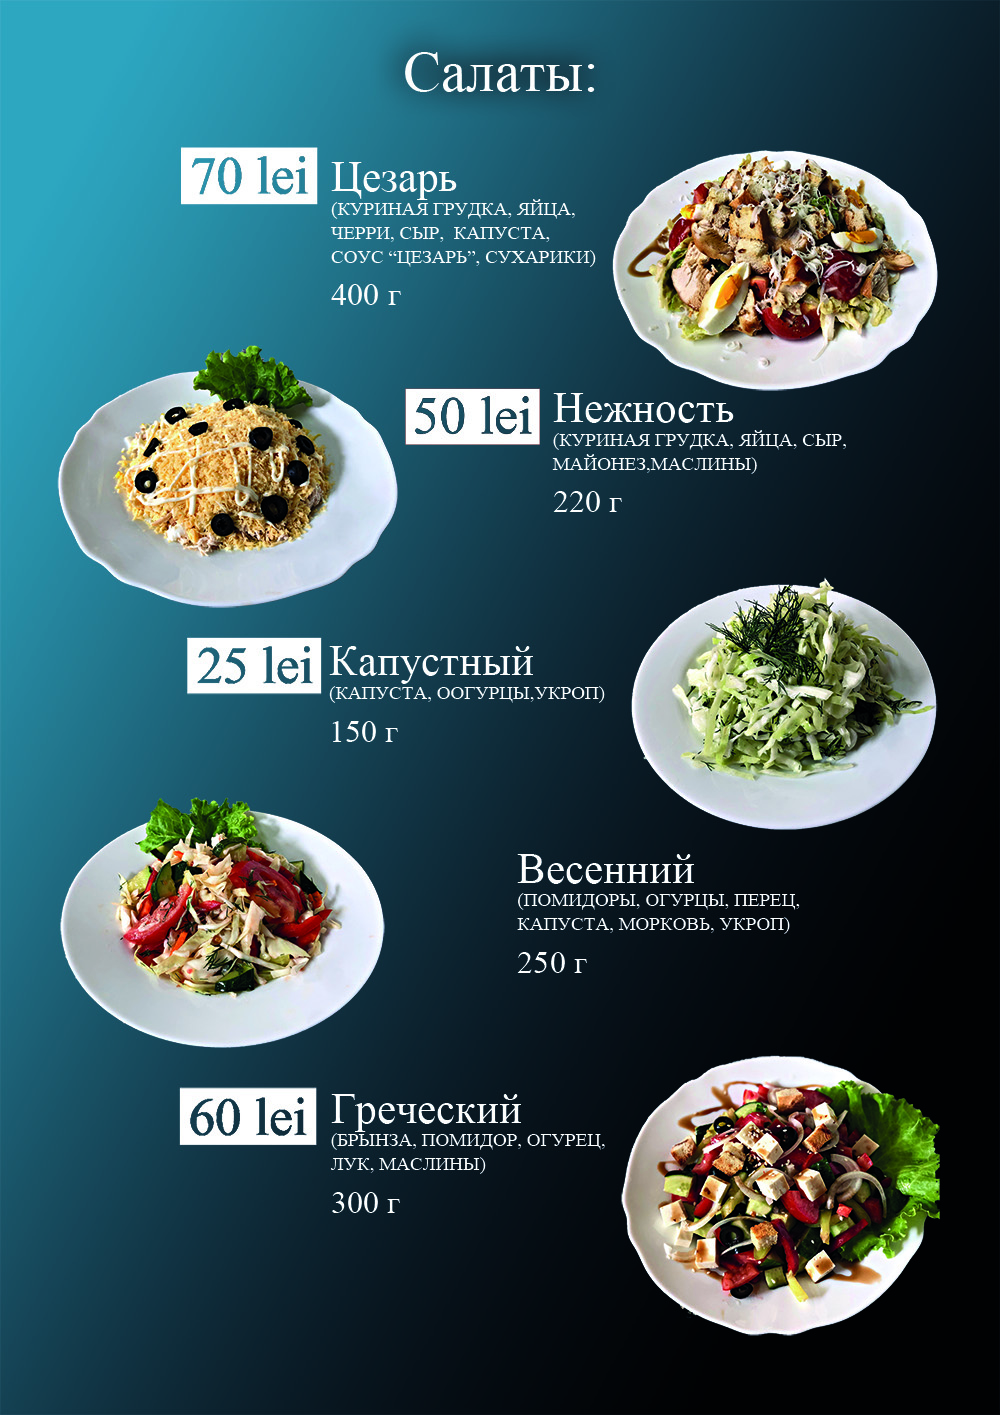 Салаты:
70 lei Цезарь
(КУРИНАЯ ГРУДКА, ЯЙЦА,
ЧЕРРИ, СЫР, КАПУСТА,
СОУС “ЦЕЗАРЬ”, СУХАРИКИ)
400 г
50 lei Нежность
(КУРИНАЯ ГРУДКА, ЯЙЦА, СЫР,
МАЙОНЕЗ,МАСЛИНЫ)
220 г
25 lei Капустный
(КАПУСТА, ООГУРЦЫ,УКРОП)
150 г
Весенний
(ПОМИДОРЫ, ОГУРЦЫ, ПЕРЕЦ,
КАПУСТА, МОРКОВЬ, УКРОП)
250 г
60 lei Греческий
(БРЫНЗА, ПОМИДОР, ОГУРЕЦ,
ЛУК, МАСЛИНЫ)
300 г